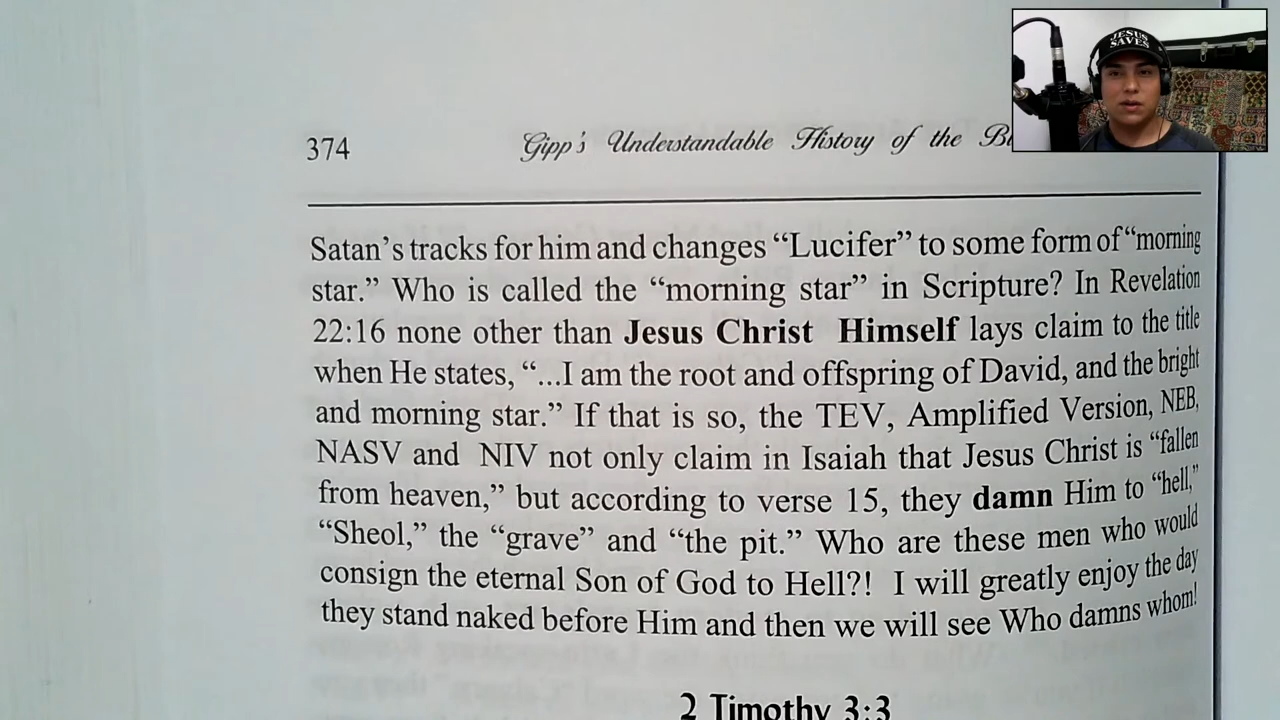 JESUS
SAVES
374 Gipp's Understandable History of the
Satan's tracks for him and changes “Lucifer” to some form of “morning
star.” Who is called the “morning star” in Scripture? In Revelation
22:16 none other than Jesus Christ Himself lays claim to the title
when He states, “...I am the root and offspring of David, and the bright
and morning star.” If that is so, the TEV, Amplified Version, NEB,
NASV and NIV not only claim in Isaiah that Jesus Christ is “fallen
from heaven,” but according to verse 15, they damn Him to “hell,”
“Sheol,” the “grave” and “the pit.” Who are these men who would
consign the eternal Son of God to Hell?! I will greatly enjoy the day
they stand naked before Him and then we will see Who damns whom!
2 Timothy 3:3